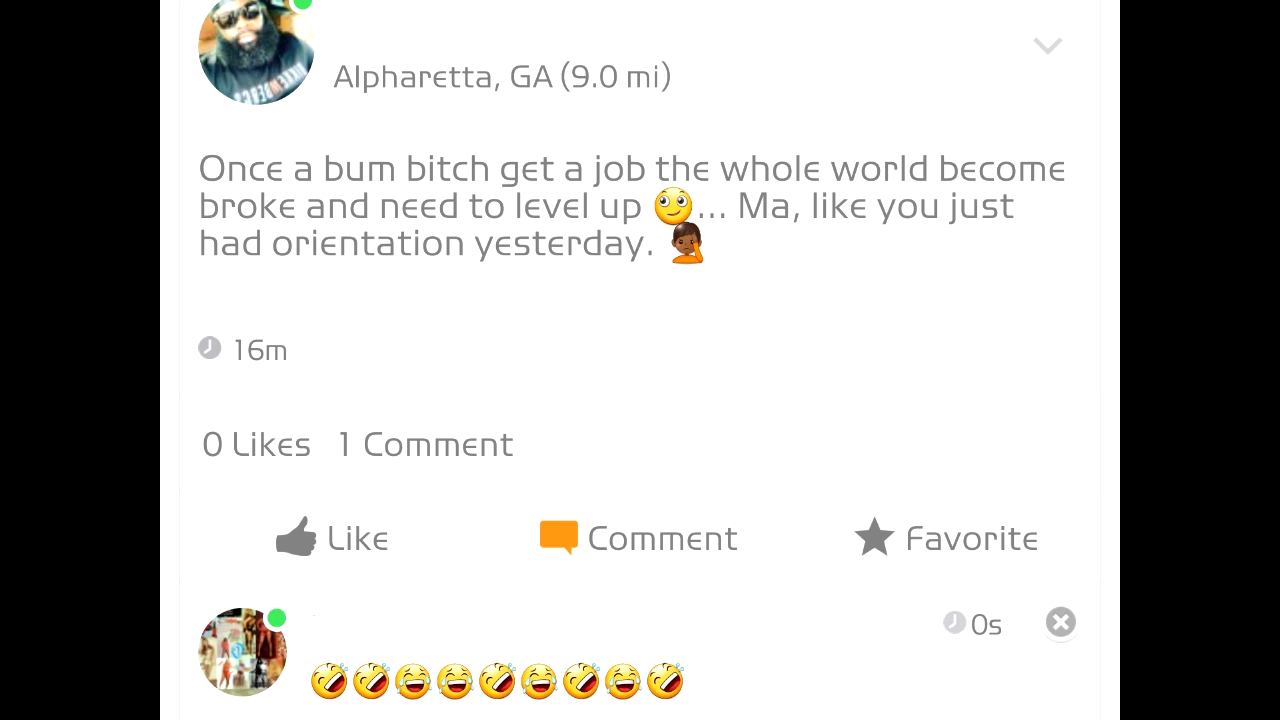 Alpharetta, GA (9.0 mi)
Once a bum bitch get a job the whole world become
broke and need to level up 🙄... Ma, like you just
had orientation yesterday. 🤦🏾‍♂️
16m
0 Likes 1 Comment
Like Comment Favorite
0s
🤣🤣😂😂🤣😂🤣😂🤣